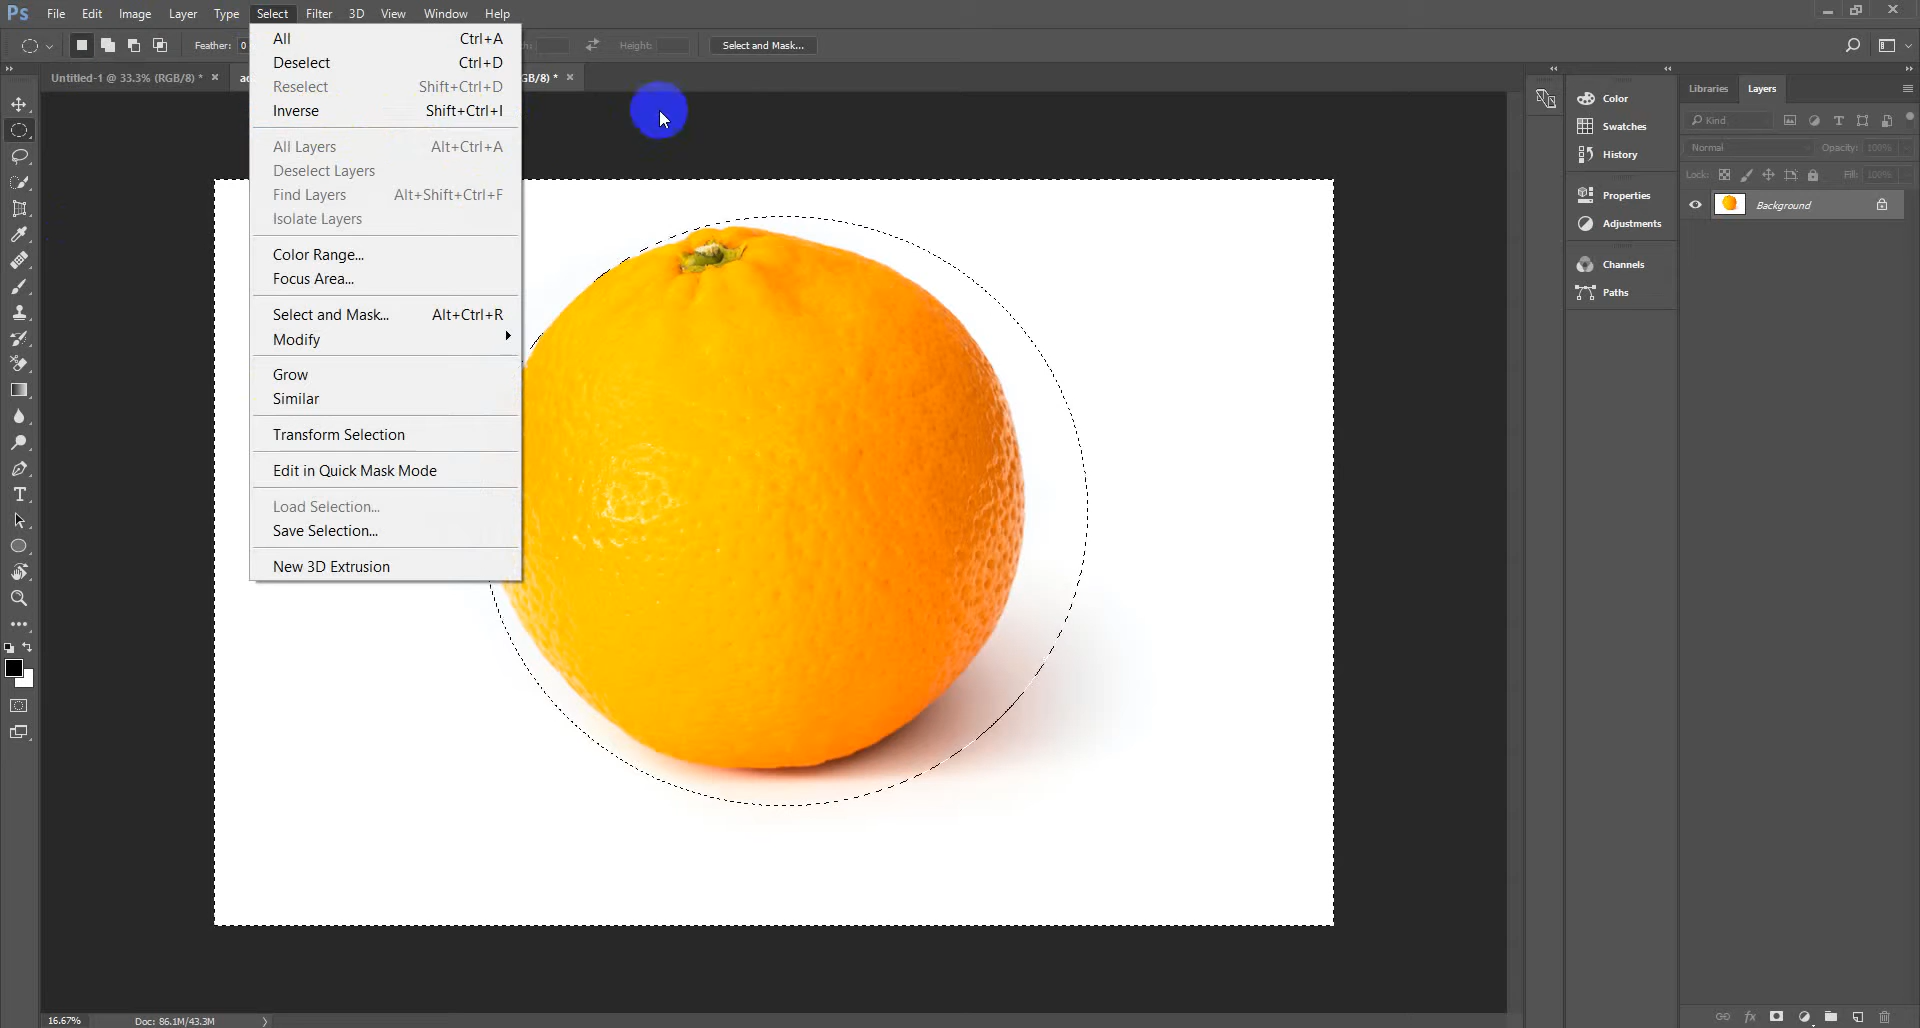 Ps File Edit Image Layer Type Select Filter 3D View Window Help
Feather: 0 Height: Select and Mask...
Untitled-1 @ 33.3% (RGB/8) * × GB/8) * ×
All Ctrl+A
Deselect Ctrl+D
Reselect Shift+Ctrl+D
Inverse Shift+Ctrl+I
All Layers Alt+Ctrl+A
Deselect Layers
Find Layers Alt+Shift+Ctrl+F
Isolate Layers
Color Range...
Focus Area...
Select and Mask... Alt+Ctrl+R
Modify
Grow
Similar
Transform Selection
Edit in Quick Mask Mode
Load Selection...
Save Selection...
New 3D Extrusion
Color
Swatches
History
Properties
Adjustments
Channels
Paths
Libraries Layers
Kind
Normal Opacity: 100%
Lock: Fill: 100%
Background
16.67% Doc: 86.1M/43.3M